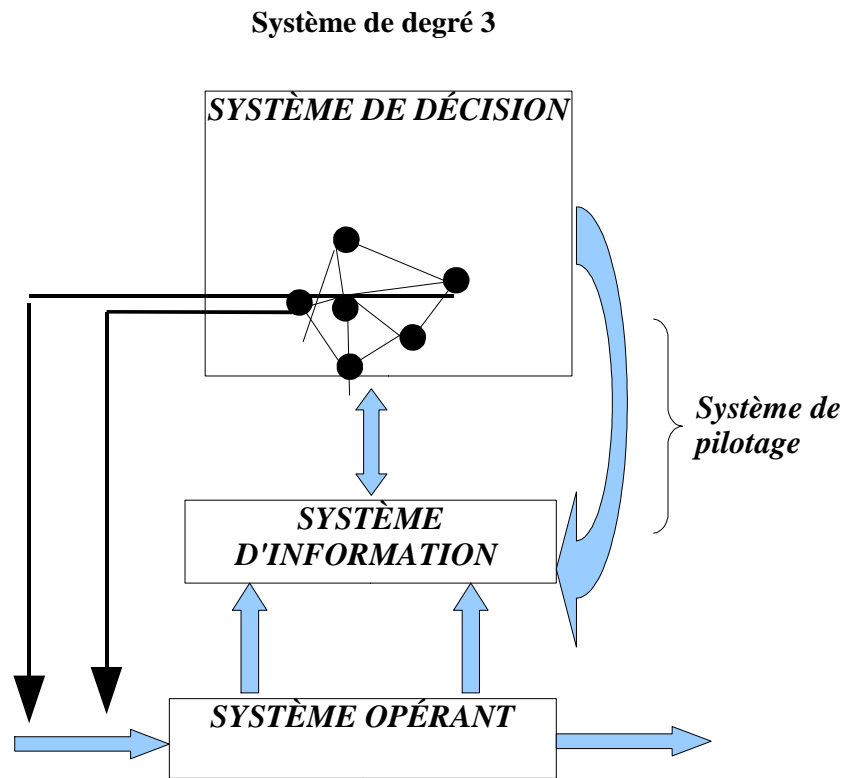 Système de degré 3
SYSTÈME DE DÉCISION
Système de
pilotage
SYSTÈME
D'INFORMATION
SYSTÈME OPÉRANT